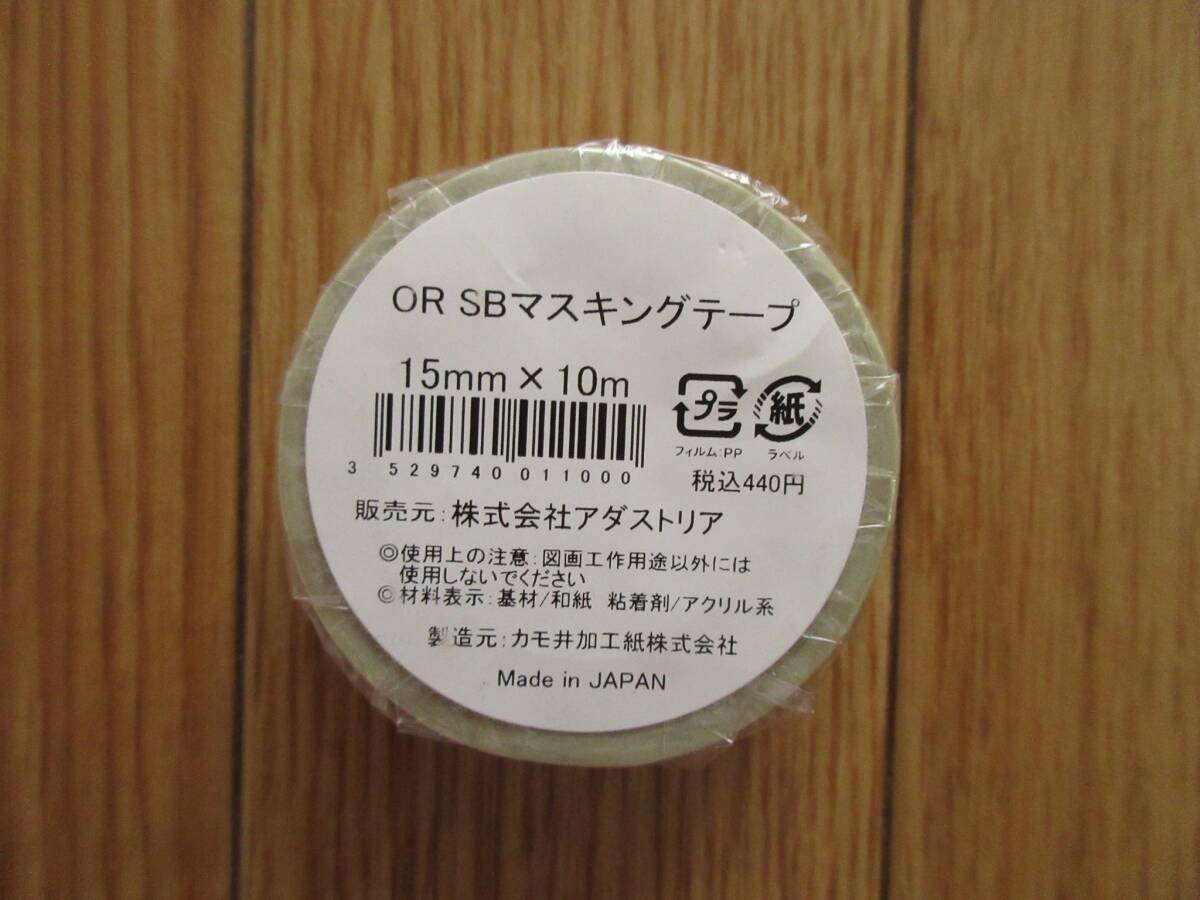 OR SBマスキングテープ
15mm×10m
プラ
紙
フィルム:PP
ラベル
3 529740 011000
税込440円
販売元:株式会社アダストリア
◎使用上の注意:図画工作用途以外には
使用しないでください
◎材料表示:基材/和紙 粘着剤/アクリル系
製造元:カモ井加工紙株式会社
Made in JAPAN